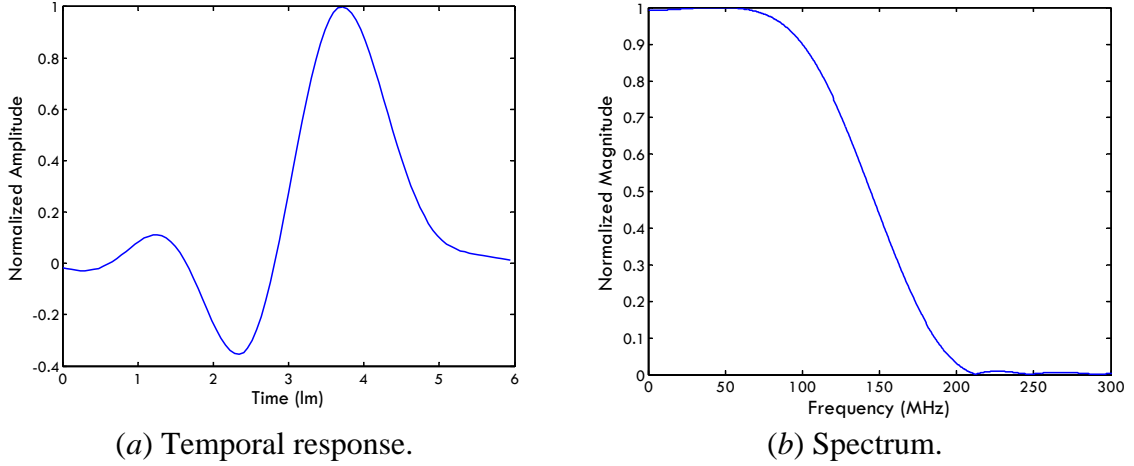 1
0.8
0.6
0.4
0.2
0
-0.2
-0.4
0 1 2 3 4 5 6
Normalized Amplitude
Time (lm)
(a) Temporal response.
1
0.9
0.8
0.7
0.6
0.5
0.4
0.3
0.2
0.1
0
0 50 100 150 200 250 300
Normalized Magnitude
Frequency (MHz)
(b) Spectrum.